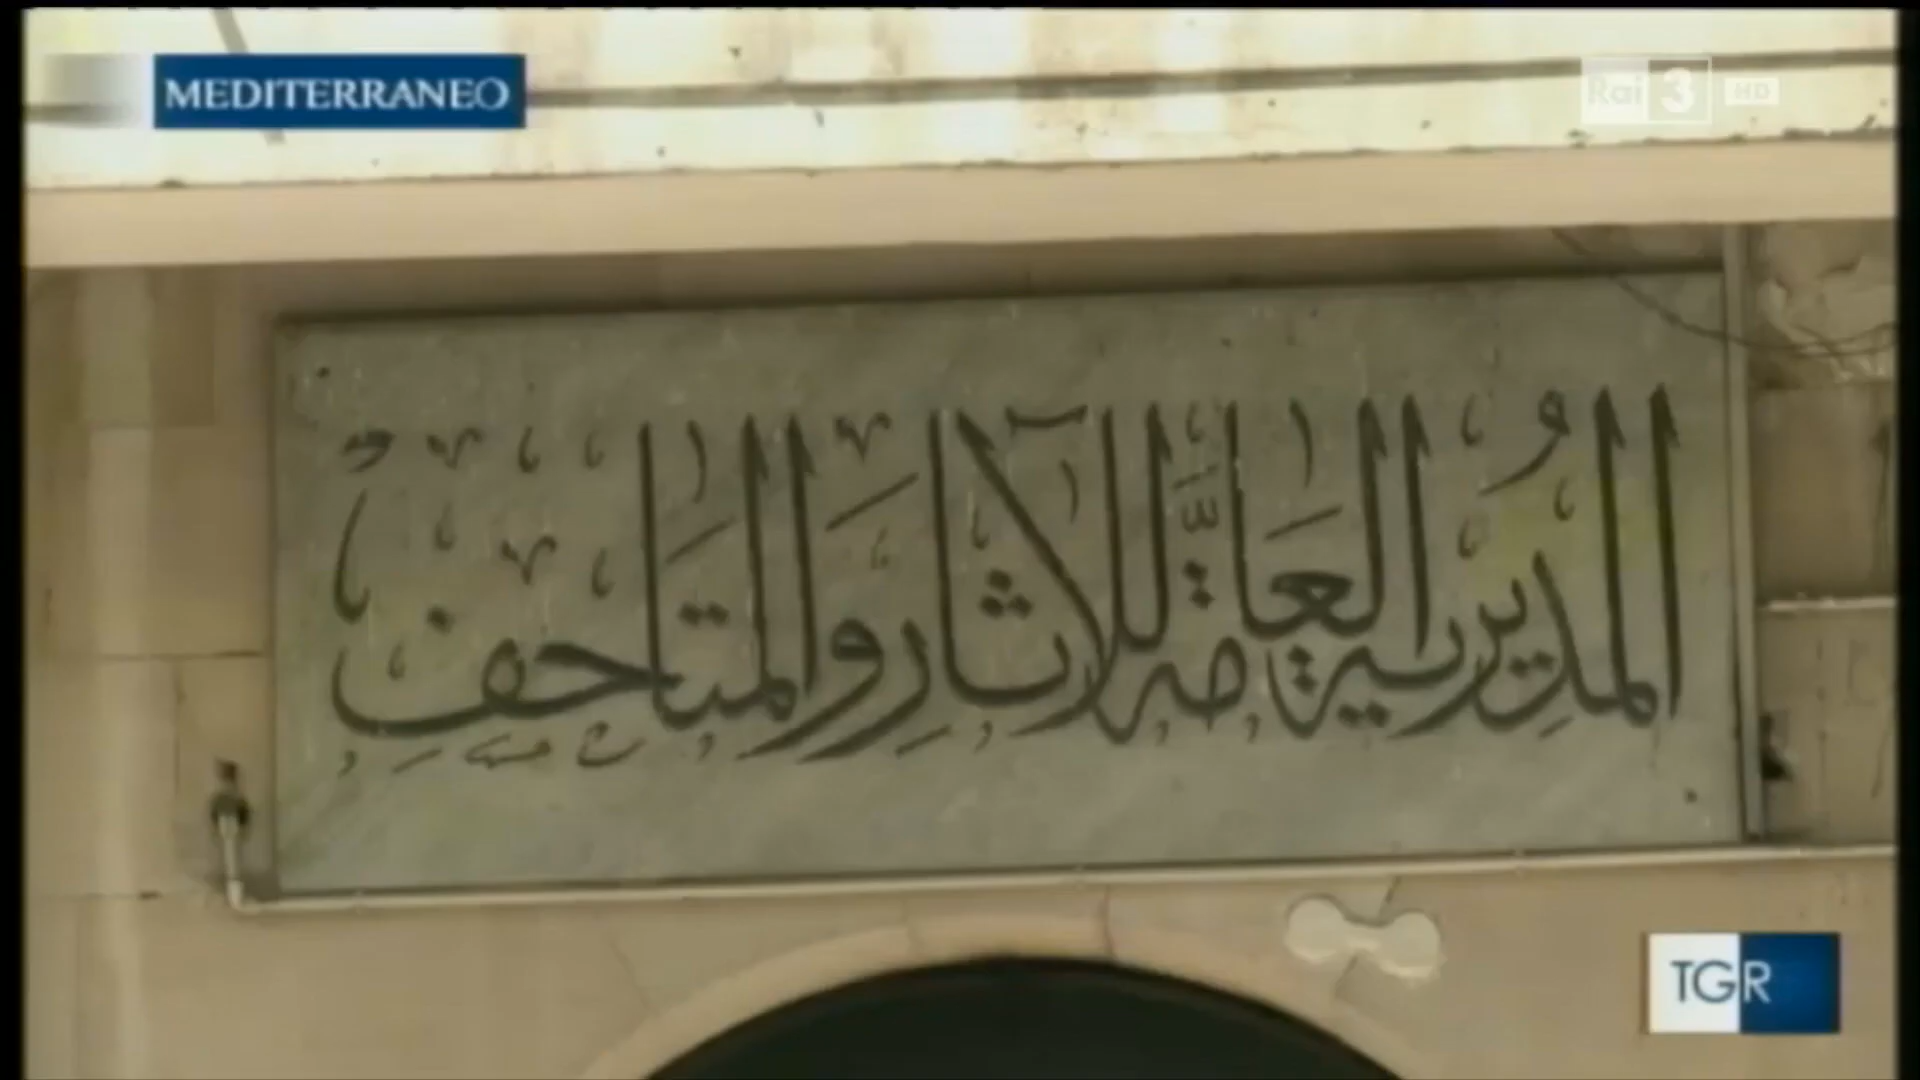 MEDITERRANEO
Rai 3 HD
المديرية العامة للآثار والمتاحف
TGR